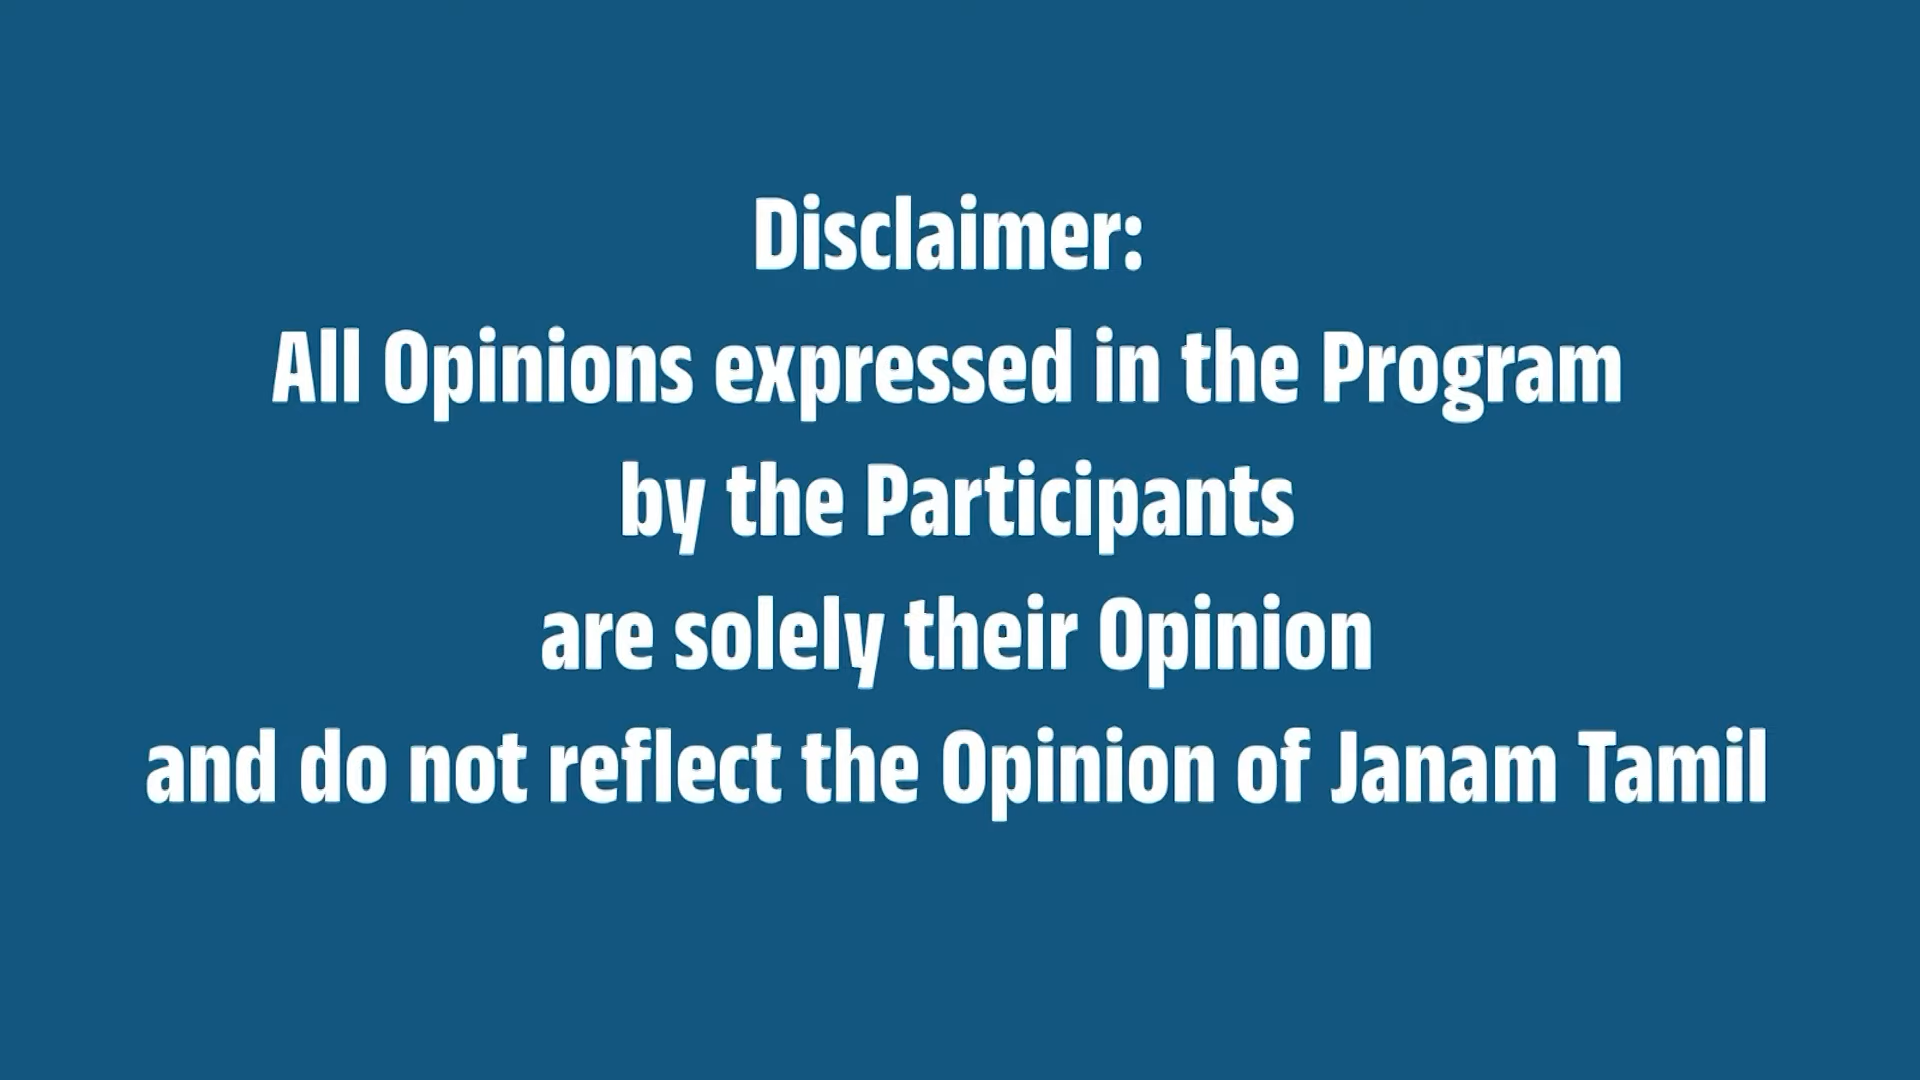 Disclaimer:
All Opinions expressed in the Program
by the Participants
are solely their Opinion
and do not reflect the Opinion of Janam Tamil